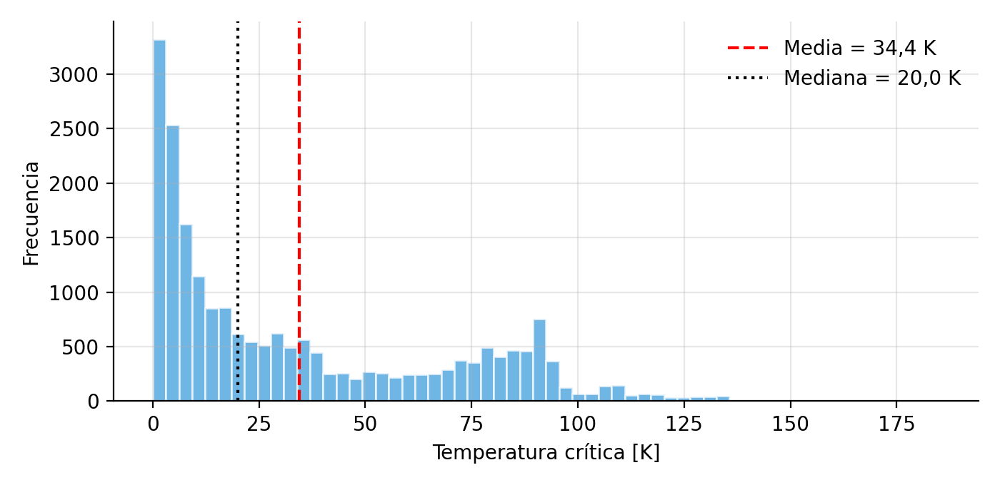 Media = 34,4 K
Mediana = 20,0 K
3000
2500
2000
1500
1000
500
0
Frecuencia
0 25 50 75 100 125 150 175
Temperatura crítica [K]